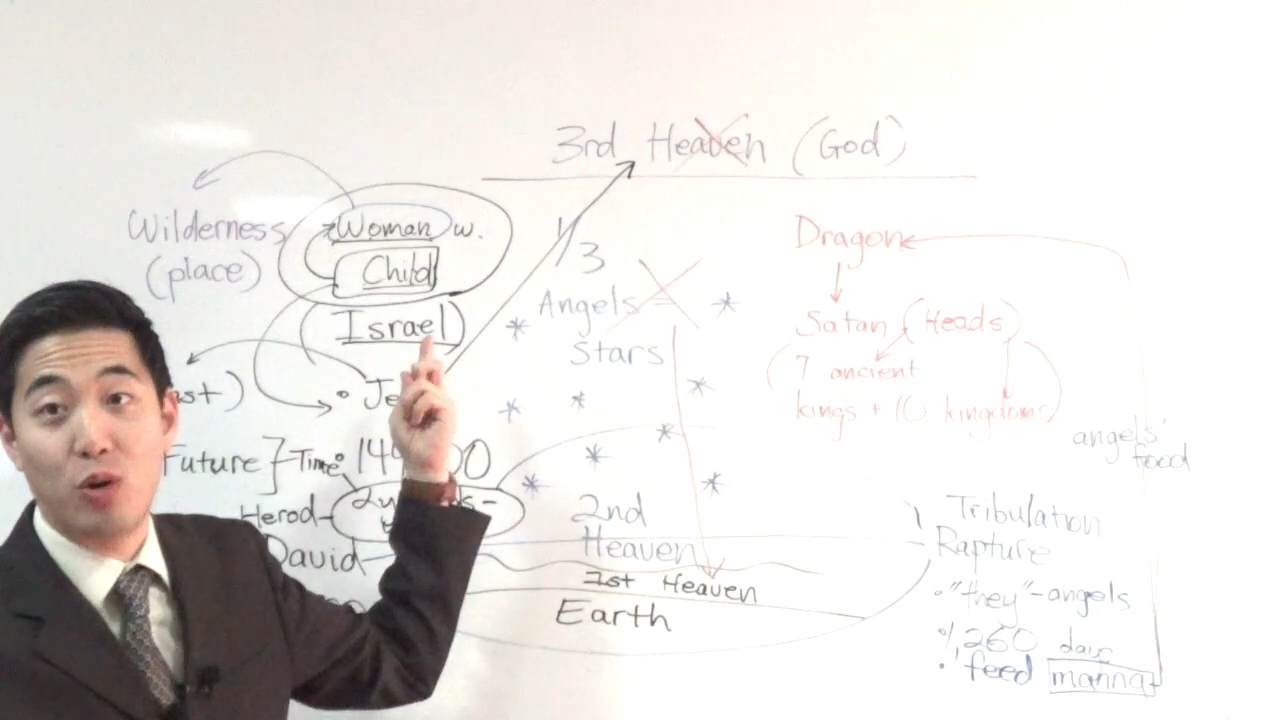 3rd Heaven (God)
Wilderness
(place)
Woman w.
Child
(Israel)
1/3
Angels
Stars
Dragon
Satan (Heads)
7 ancient
kings + 10 kingdoms
angels'
food
Future } Time
Herod
David
2nd
Heaven
1st Heaven
Earth
Tribulation
Rapture
• "they" - angels
1,260 days
• feed manna